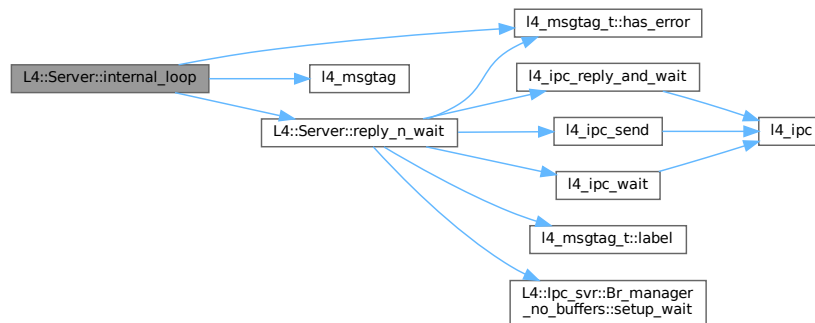 L4::Server::internal_loop
l4_msgtag
L4::Server::reply_n_wait
l4_msgtag_t::has_error
l4_ipc_reply_and_wait
l4_ipc_send
l4_ipc_wait
l4_msgtag_t::label
L4::Ipc_svr::Br_manager
_no_buffers::setup_wait
l4_ipc